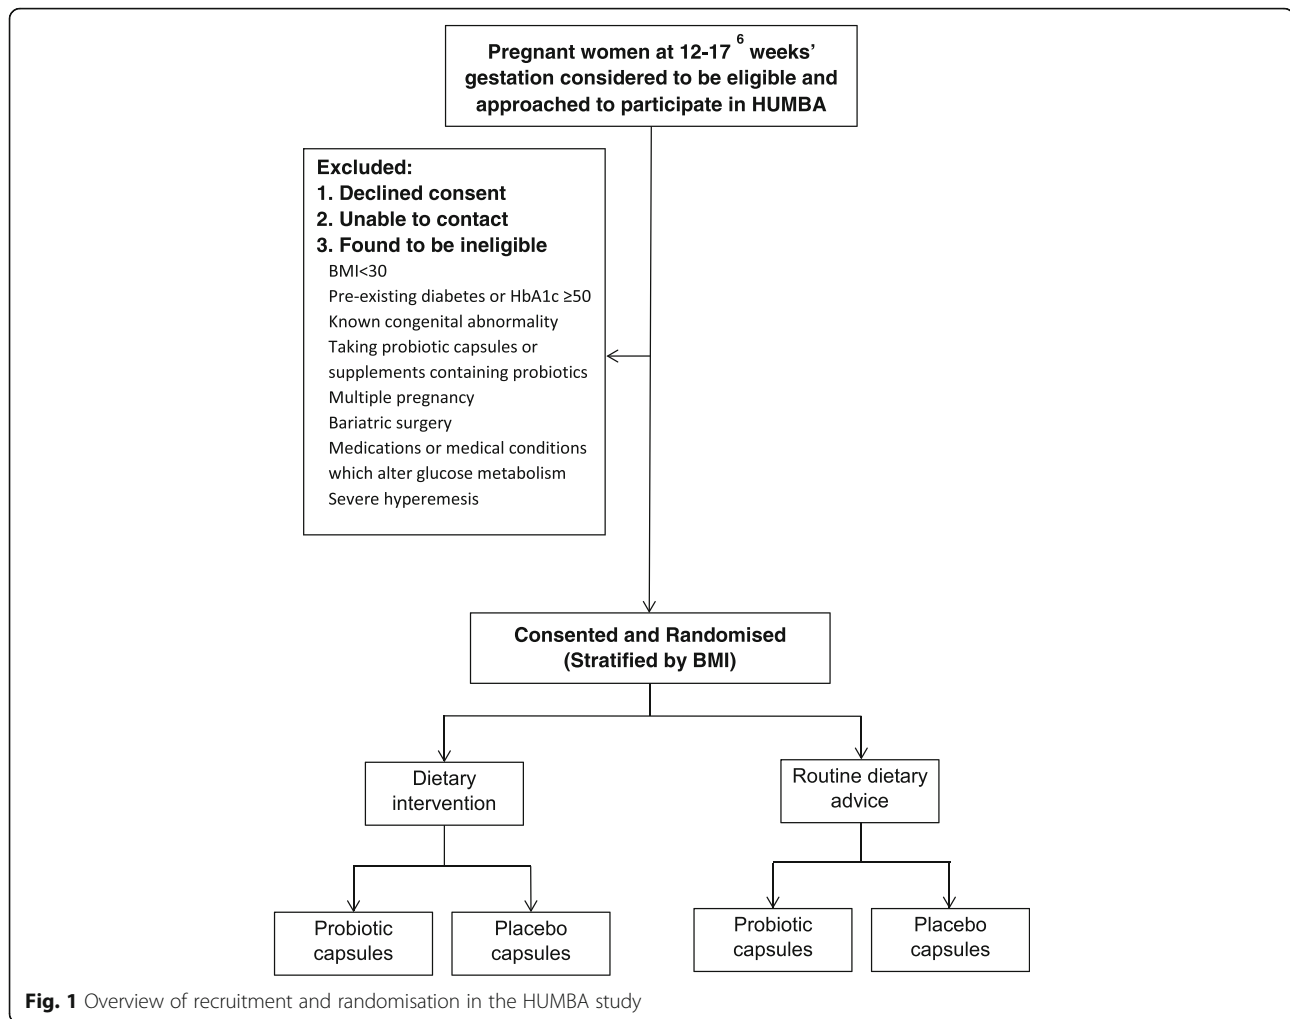 Pregnant women at 12-17 6 weeks'
gestation considered to be eligible and
approached to participate in HUMBA
Excluded:
1. Declined consent
2. Unable to contact
3. Found to be ineligible
BMI<30
Pre-existing diabetes or HbA1c ≥50
Known congenital abnormality
Taking probiotic capsules or
supplements containing probiotics
Multiple pregnancy
Bariatric surgery
Medications or medical conditions
which alter glucose metabolism
Severe hyperemesis
Consented and Randomised
(Stratified by BMI)
Dietary
intervention
Routine dietary
advice
Probiotic
capsules
Placebo
capsules
Probiotic
capsules
Placebo
capsules
Fig. 1 Overview of recruitment and randomisation in the HUMBA study